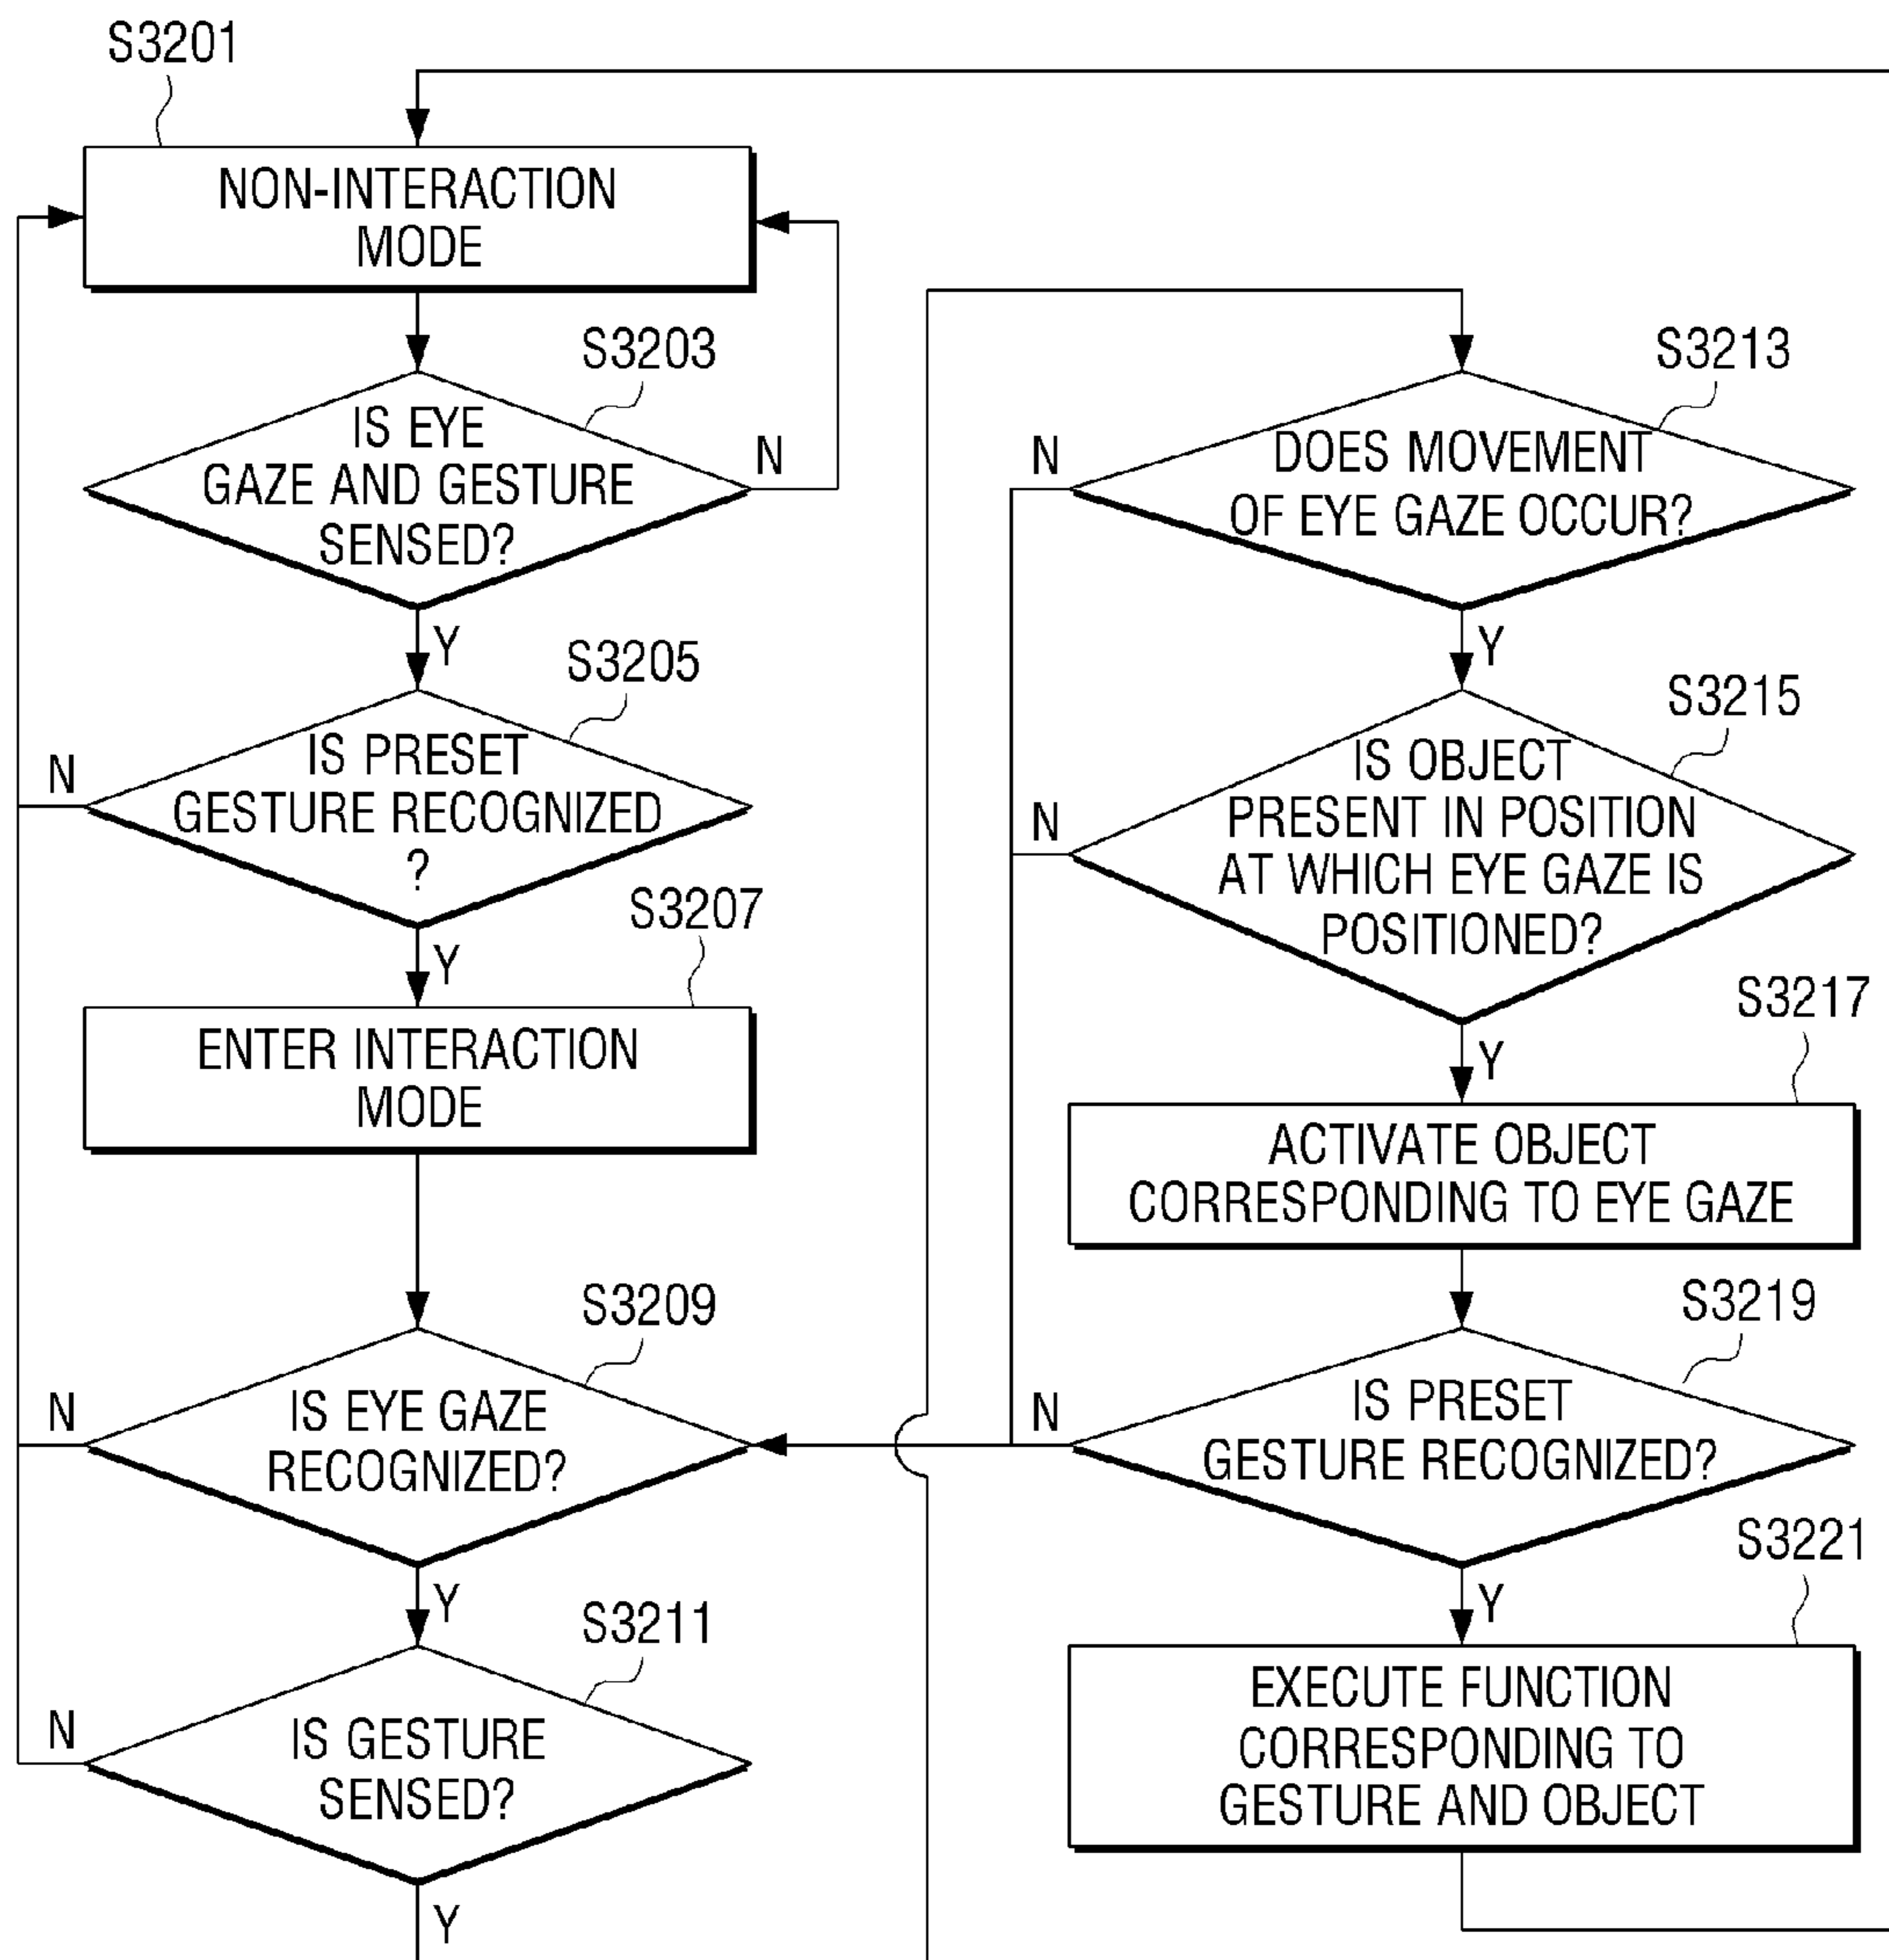 S3201
NON-INTERACTION
MODE
S3203
IS EYE
GAZE AND GESTURE
SENSED?
N
Y
S3205
IS PRESET
GESTURE RECOGNIZED
?
N
Y
S3207
ENTER INTERACTION
MODE
S3209
IS EYE GAZE
RECOGNIZED?
N
Y
S3211
IS GESTURE
SENSED?
N
Y
S3213
DOES MOVEMENT
OF EYE GAZE OCCUR?
N
Y
S3215
IS OBJECT
PRESENT IN POSITION
AT WHICH EYE GAZE IS
POSITIONED?
N
Y
S3217
ACTIVATE OBJECT
CORRESPONDING TO EYE GAZE
S3219
IS PRESET
GESTURE RECOGNIZED?
N
Y
S3221
EXECUTE FUNCTION
CORRESPONDING TO
GESTURE AND OBJECT